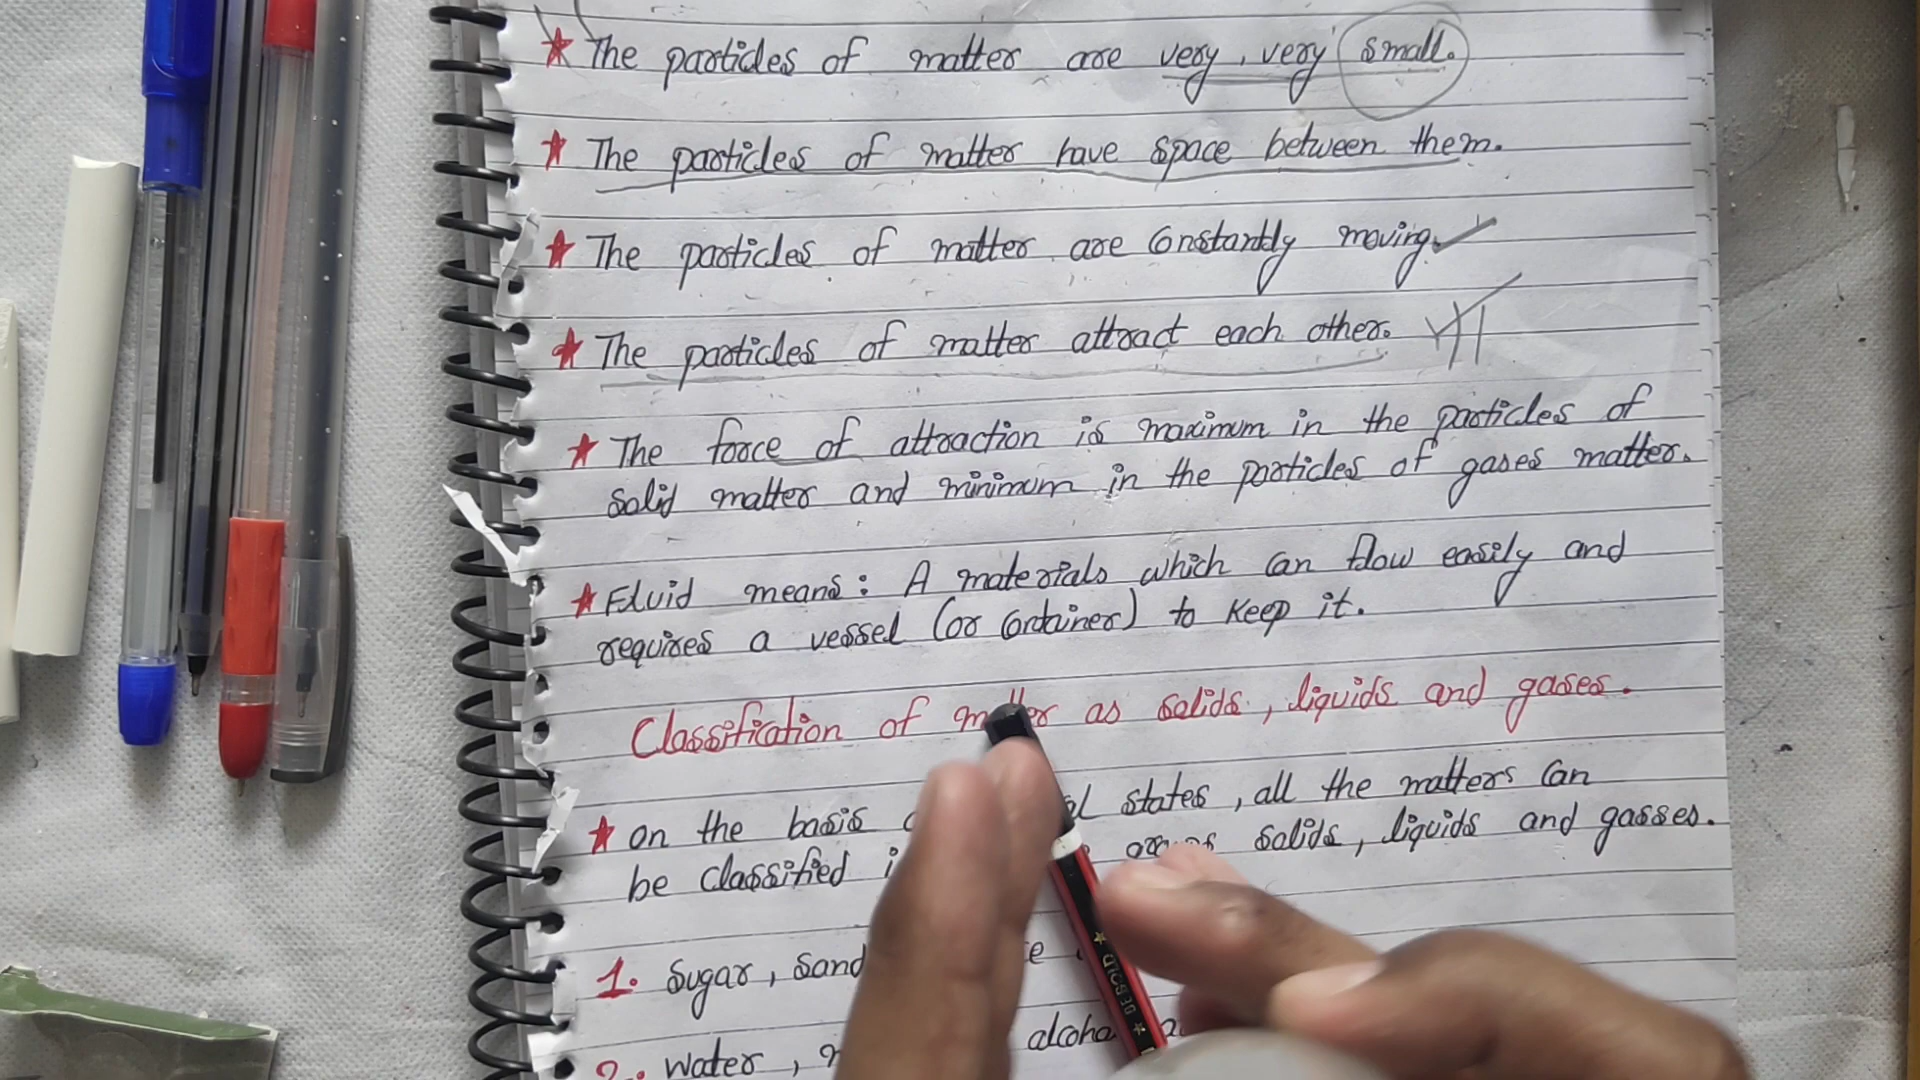 The particles of matter are very, very small.
The particles of matter have space between them.
The particles of matter are constantly moving.
The particles of matter attract each other.
The force of attraction is maximum in the particles of
solid matter and minimum in the particles of gases matter.
Fluid means: A materials which can flow easily and
requires a vessel (or container) to keep it.
Classification of matter as solids, liquids and gases.
on the basis states, all the matters can
be classified solids, liquids and gasses.
1. Sugar, Sand
2. Water,